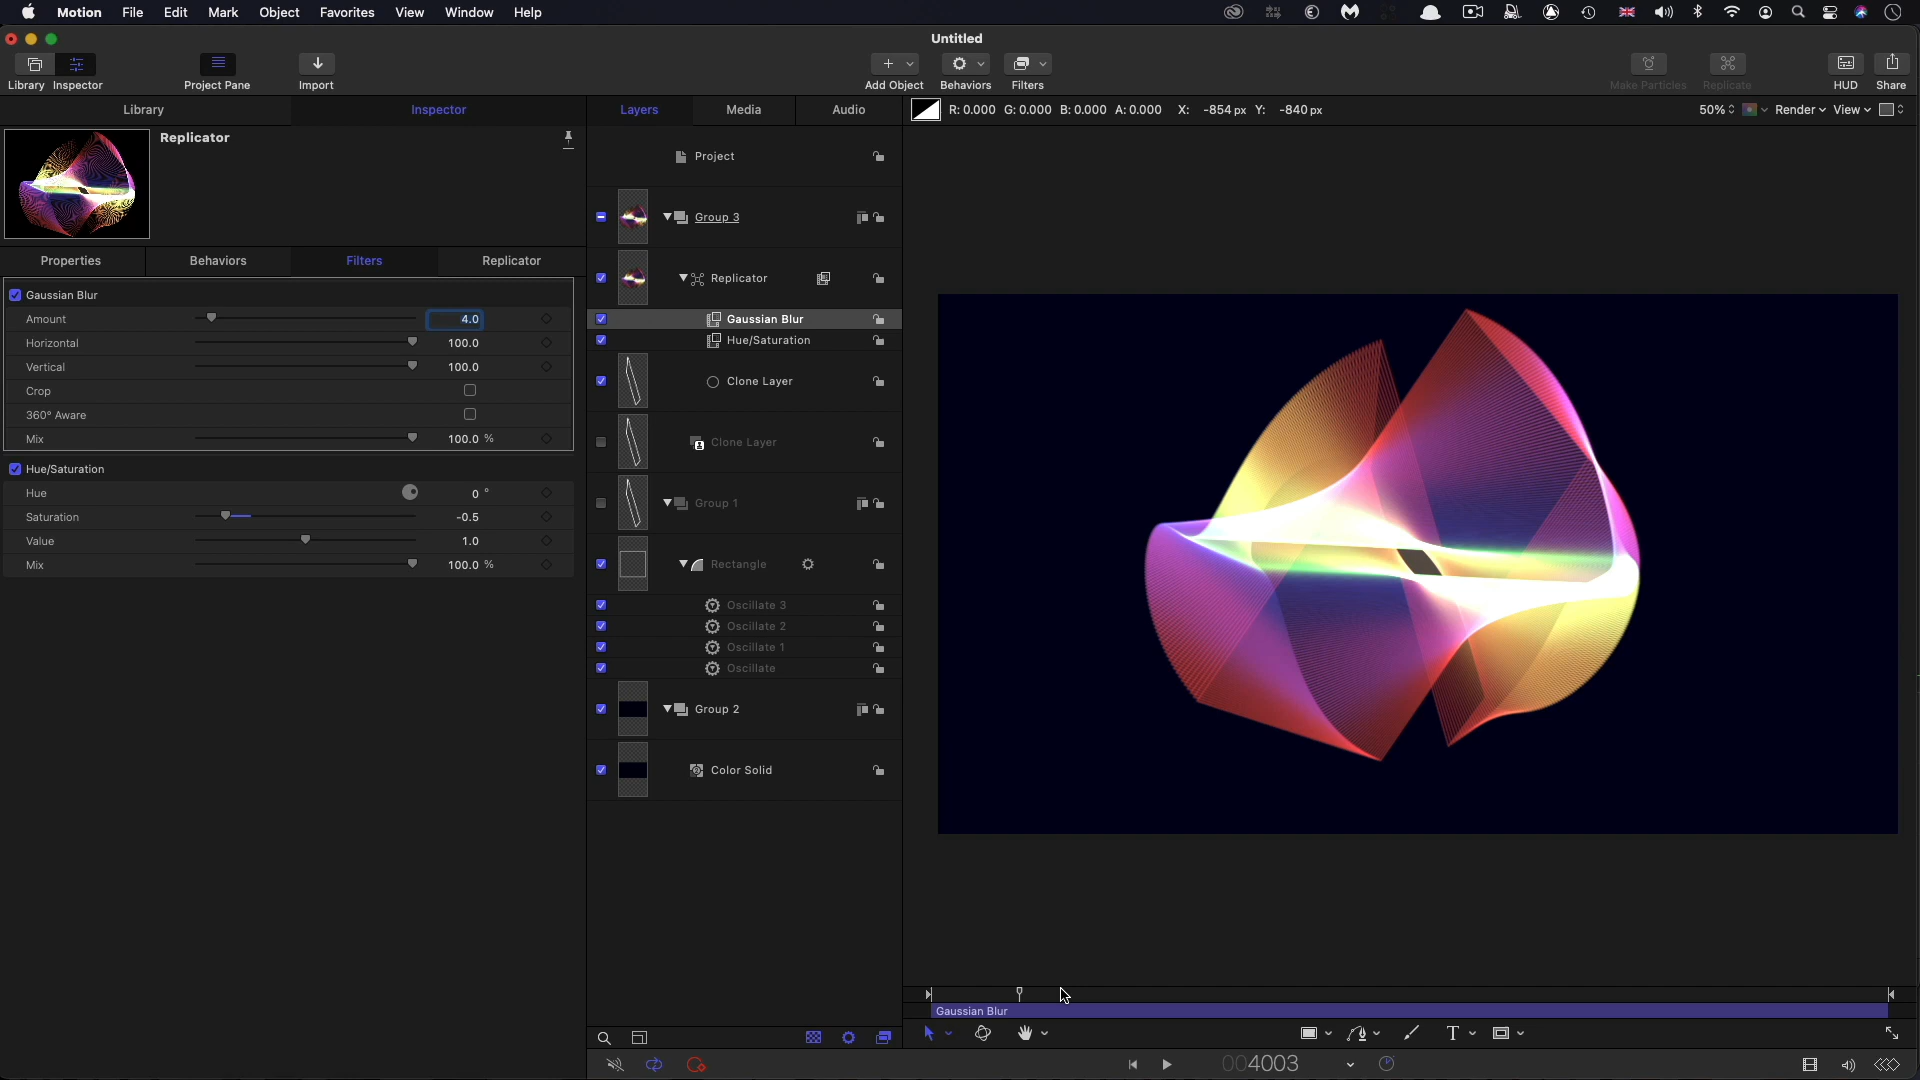 Motion File Edit Mark Object Favorites View Window Help
Untitled
Library Inspector Project Pane Import Add Object Behaviors Filters Make Particles Replicate HUD Share
Library Inspector Layers Media Audio R: 0.000 G: 0.000 B: 0.000 A: 0.000 X: -854 px Y: -840 px 50% Render View
Replicator
Properties Behaviors Filters Replicator
Gaussian Blur
Amount 4.0
Horizontal 100.0
Vertical 100.0
Crop
360° Aware
Mix 100.0 %
Hue/Saturation
Hue 0 °
Saturation -0.5
Value 1.0
Mix 100.0 %
Project
Group 3
Replicator
Gaussian Blur
Hue/Saturation
Clone Layer
Clone Layer
Group 1
Rectangle
Oscillate 3
Oscillate 2
Oscillate 1
Oscillate
Group 2
Color Solid
Gaussian Blur
T
004003